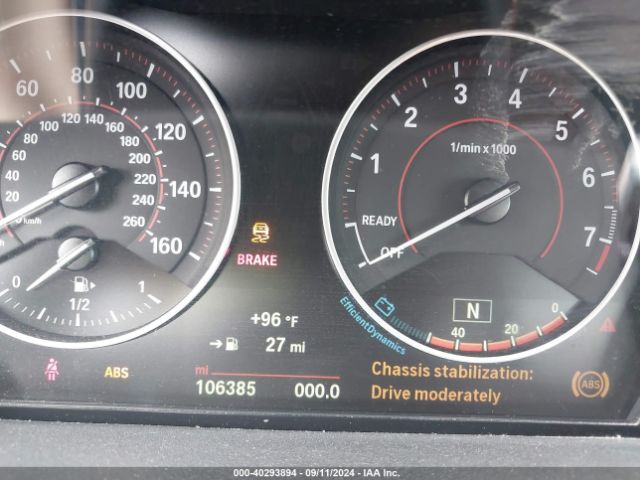 60 80 100 120 140 160
20 40 60 80 100 120 140 160 180 200 220 240 260
km/h
0 1/2 1
1 2 3 4 5 6 7
1/min x 1000
READY
OFF
BRAKE
+96 °F
27 mi
EfficientDynamics
N
40 20 0
ABS
mi
106385 000.0
Chassis stabilization:
Drive moderately
ABS
000-40293894 - 09/11/2024 - IAA Inc.